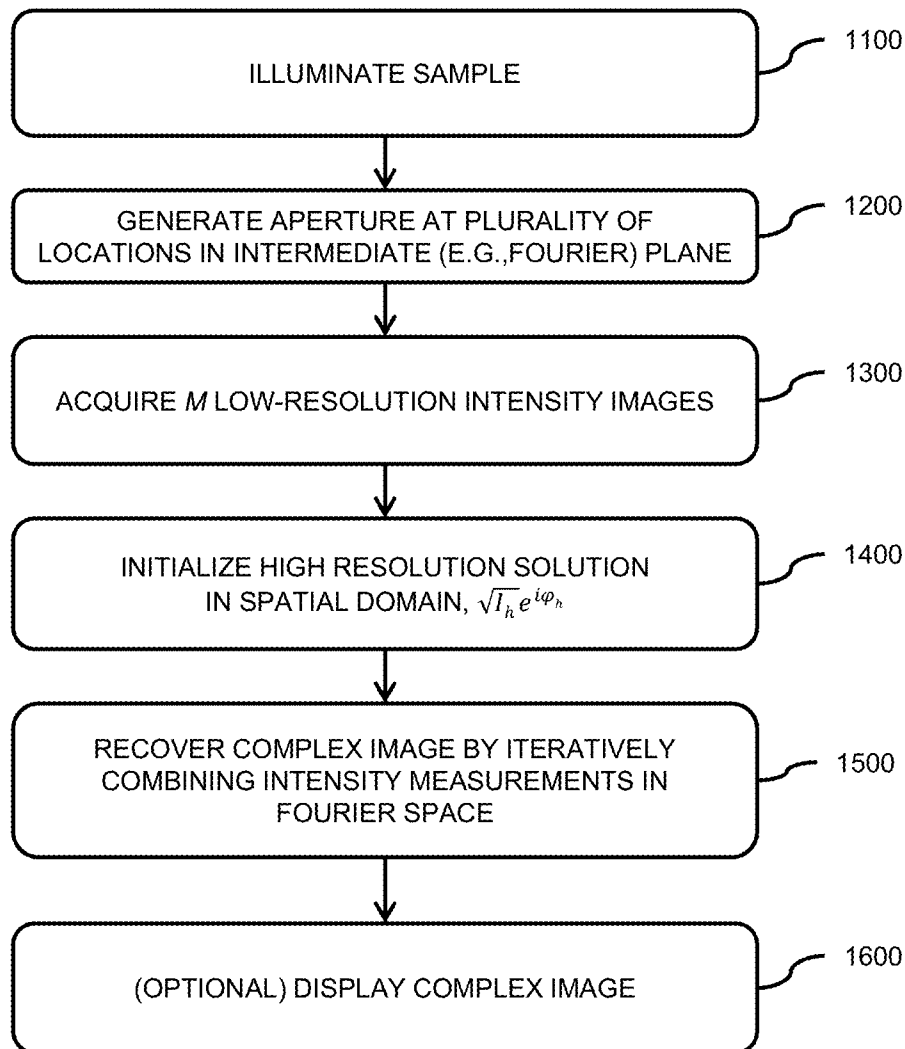 ILLUMINATE SAMPLE
1100
GENERATE APERTURE AT PLURALITY OF
LOCATIONS IN INTERMEDIATE (E.G.,FOURIER) PLANE
1200
ACQUIRE M LOW-RESOLUTION INTENSITY IMAGES
1300
INITIALIZE HIGH RESOLUTION SOLUTION
IN SPATIAL DOMAIN, √I_h e^{iφ_h}
1400
RECOVER COMPLEX IMAGE BY ITERATIVELY
COMBINING INTENSITY MEASUREMENTS IN
FOURIER SPACE
1500
(OPTIONAL) DISPLAY COMPLEX IMAGE
1600